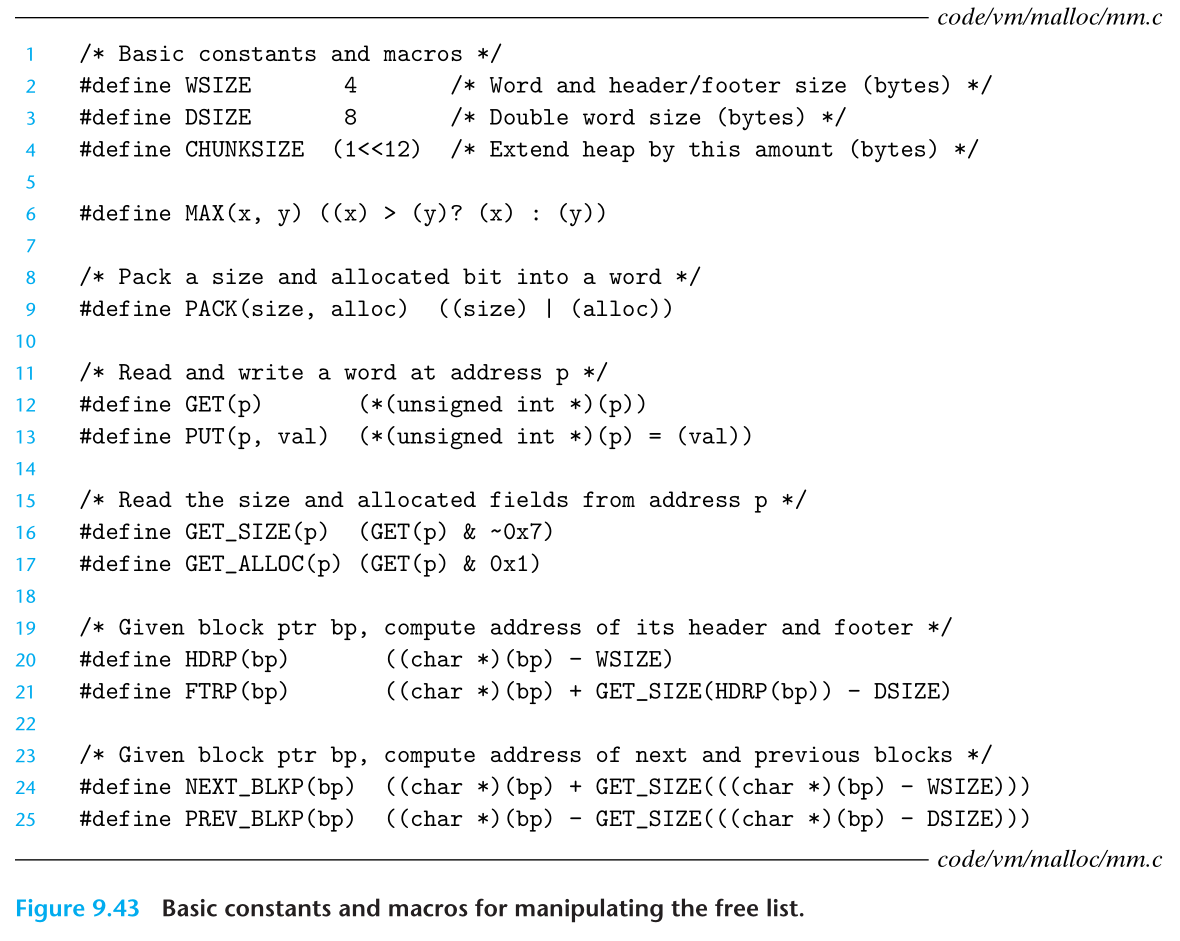 code/vm/malloc/mm.c
1 /* Basic constants and macros */
2 #define WSIZE 4 /* Word and header/footer size (bytes) */
3 #define DSIZE 8 /* Double word size (bytes) */
4 #define CHUNKSIZE (1<<12) /* Extend heap by this amount (bytes) */
5
6 #define MAX(x, y) ((x) > (y)? (x) : (y))
7
8 /* Pack a size and allocated bit into a word */
9 #define PACK(size, alloc) ((size) | (alloc))
10
11 /* Read and write a word at address p */
12 #define GET(p) (*(unsigned int *)(p))
13 #define PUT(p, val) (*(unsigned int *)(p) = (val))
14
15 /* Read the size and allocated fields from address p */
16 #define GET_SIZE(p) (GET(p) & ~0x7)
17 #define GET_ALLOC(p) (GET(p) & 0x1)
18
19 /* Given block ptr bp, compute address of its header and footer */
20 #define HDRP(bp) ((char *)(bp) - WSIZE)
21 #define FTRP(bp) ((char *)(bp) + GET_SIZE(HDRP(bp)) - DSIZE)
22
23 /* Given block ptr bp, compute address of next and previous blocks */
24 #define NEXT_BLKP(bp) ((char *)(bp) + GET_SIZE(((char *)(bp) - WSIZE)))
25 #define PREV_BLKP(bp) ((char *)(bp) - GET_SIZE(((char *)(bp) - DSIZE)))
code/vm/malloc/mm.c
Figure 9.43 Basic constants and macros for manipulating the free list.